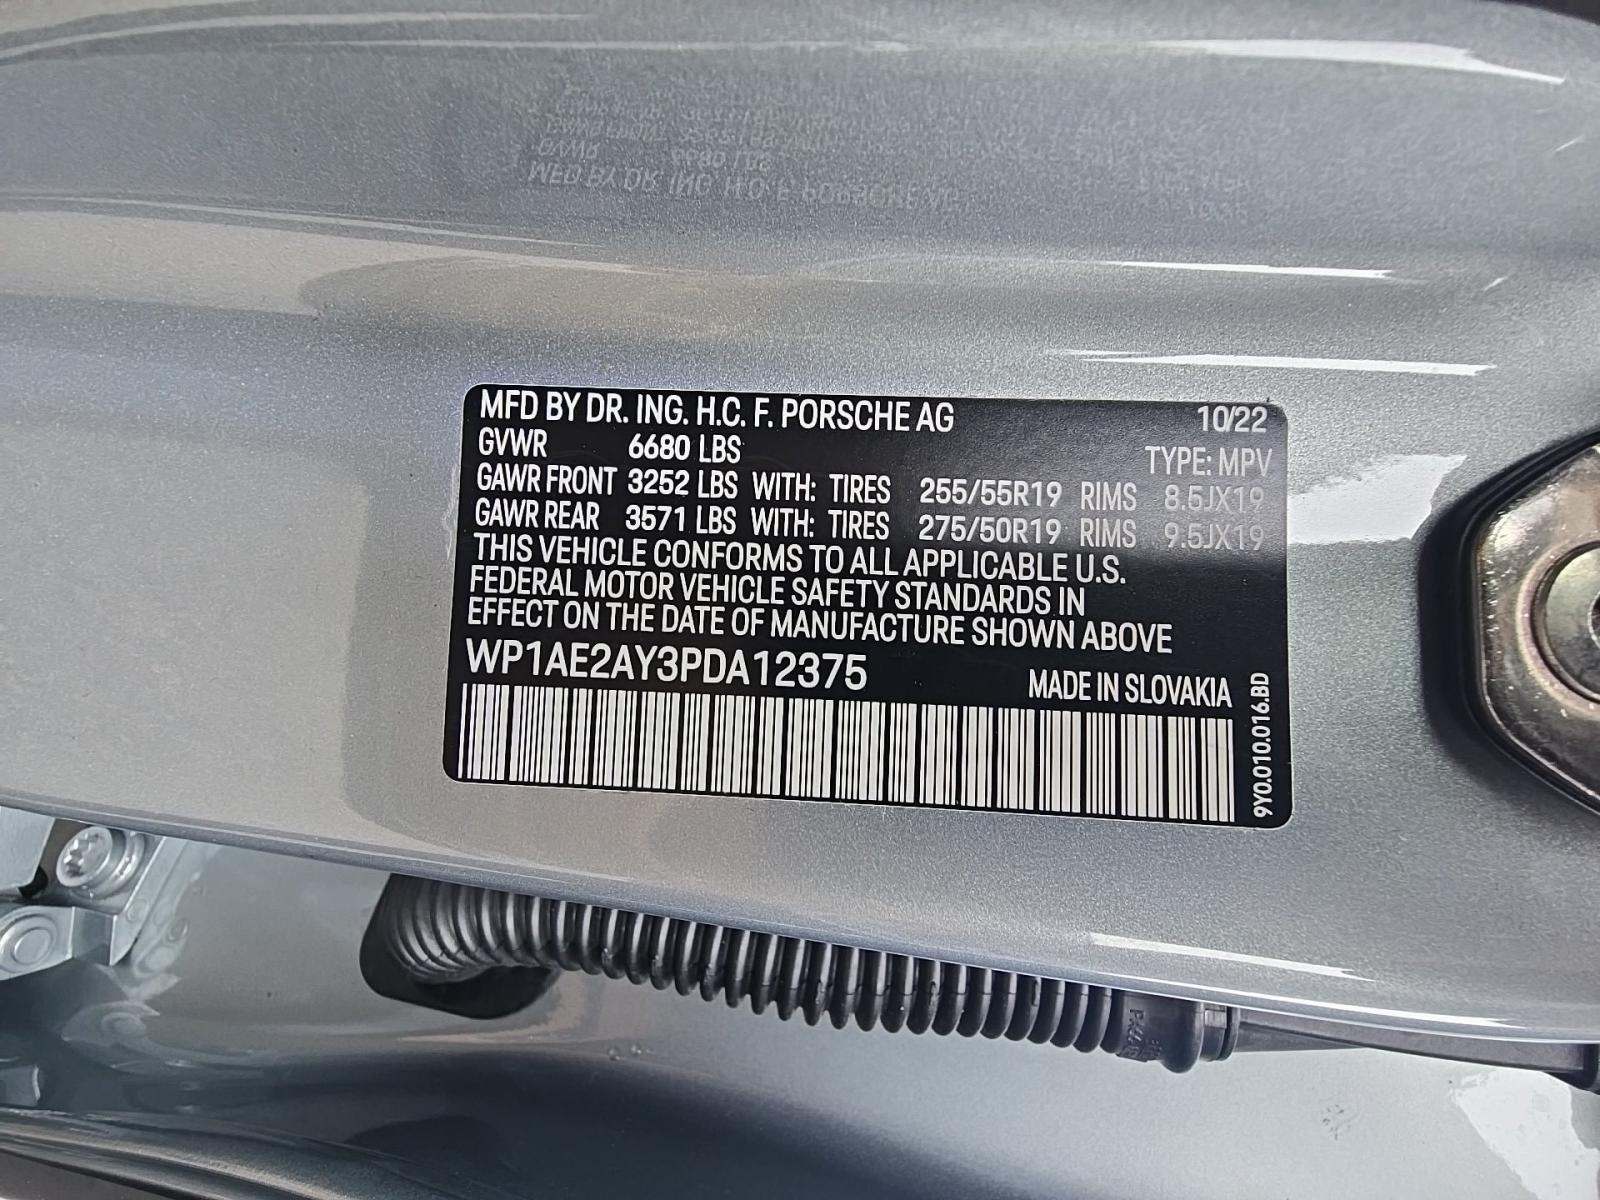 MFD BY DR. ING. H.C. F. PORSCHE AG 10/22
GVWR 6680 LBS TYPE: MPV
GAWR FRONT 3252 LBS WITH: TIRES 255/55R19 RIMS 8.5JX19
GAWR REAR 3571 LBS WITH: TIRES 275/50R19 RIMS 9.5JX19
THIS VEHICLE CONFORMS TO ALL APPLICABLE U.S.
FEDERAL MOTOR VEHICLE SAFETY STANDARDS IN
EFFECT ON THE DATE OF MANUFACTURE SHOWN ABOVE
WP1AE2AY3PDA12375
MADE IN SLOVAKIA
9Y0.010.016.BD